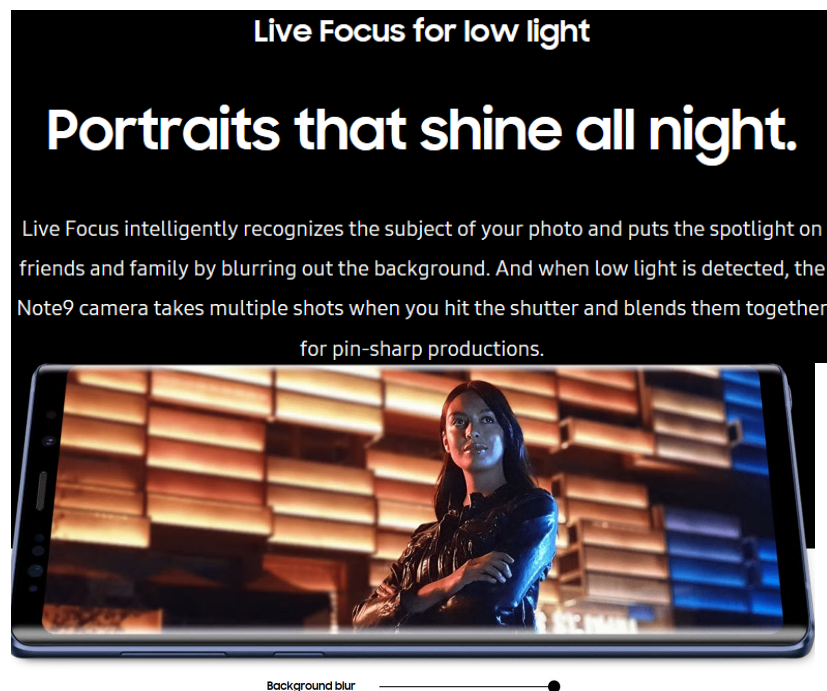 Live Focus for low light
Portraits that shine all night.
Live Focus intelligently recognizes the subject of your photo and puts the spotlight on
friends and family by blurring out the background. And when low light is detected, the
Note9 camera takes multiple shots when you hit the shutter and blends them together
for pin-sharp productions.
Background blur